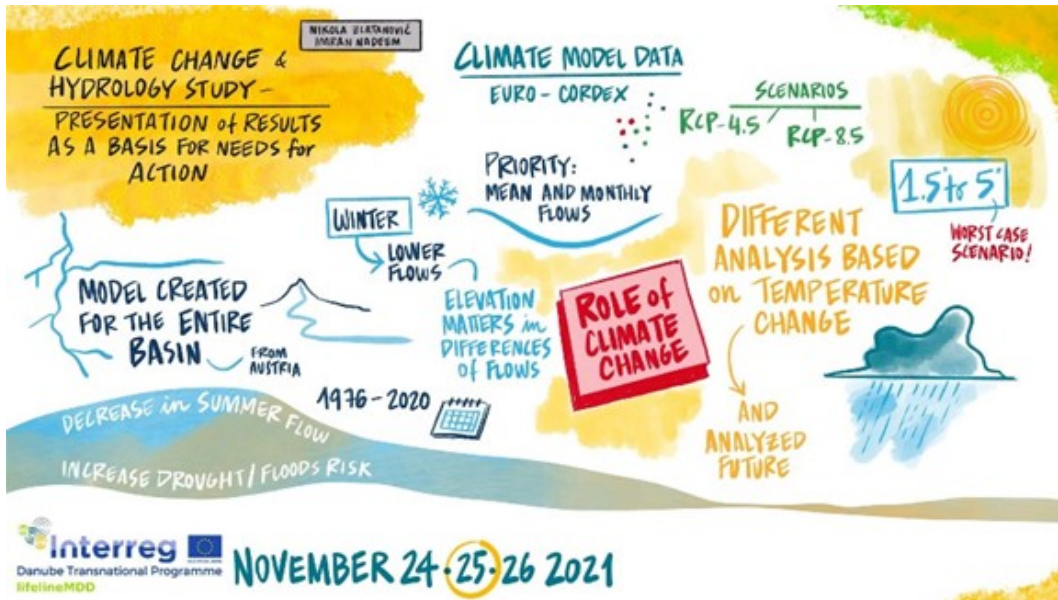 NIKOLA ZLATANOVIĆ
IMRAN NADEEM
CLIMATE CHANGE &
HYDROLOGY STUDY –
PRESENTATION of RESULTS
AS A BASIS FOR NEEDS for
ACTION
CLIMATE MODEL DATA
EURO - CORDEX
SCENARIOS
RCP-4.5
RCP-8.5
PRIORITY:
MEAN AND MONTHLY
FLOWS
1.5° to 5°
WORST CASE
SCENARIO!
WINTER
LOWER
FLOWS
ELEVATION
MATTERS in
DIFFERENCES
of FLOWS
MODEL CREATED
FOR THE ENTIRE
BASIN
FROM
AUSTRIA
ROLE of
CLIMATE
CHANGE
DIFFERENT
ANALYSIS BASED
on TEMPERATURE
CHANGE
AND
ANALYZED
FUTURE
1976 - 2020
DECREASE in SUMMER FLOW
INCREASE DROUGHT / FLOODS RISK
Interreg
Danube Transnational Programme
lifelineMDD
NOVEMBER 24 · 25 · 26 2021